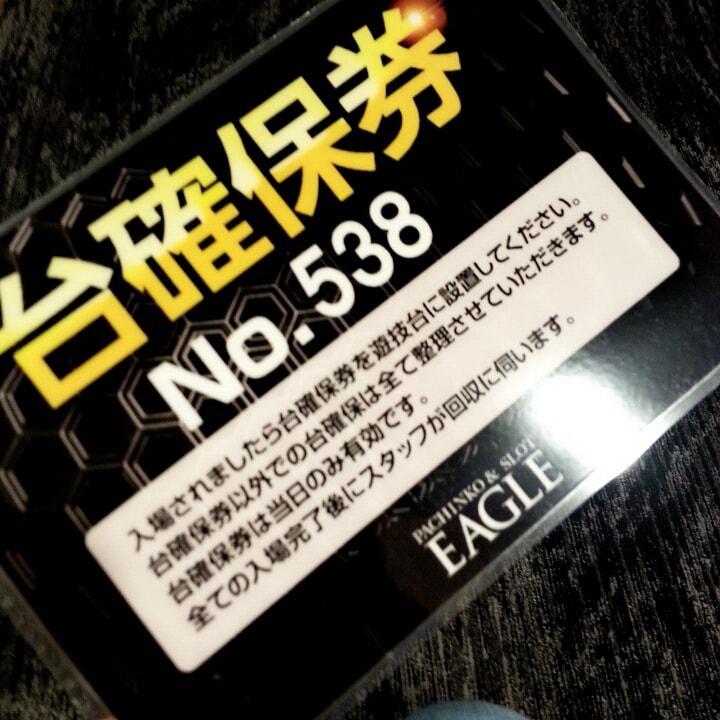 台確保券
No.538
入場されましたら台確保券を遊技台に設置してください。
台確保券以外での台確保は全て整理させていただきます。
台確保券は当日のみ有効です。
全ての入場完了後にスタッフが回収に伺います。
PACHINKO & SLOT
EAGLE